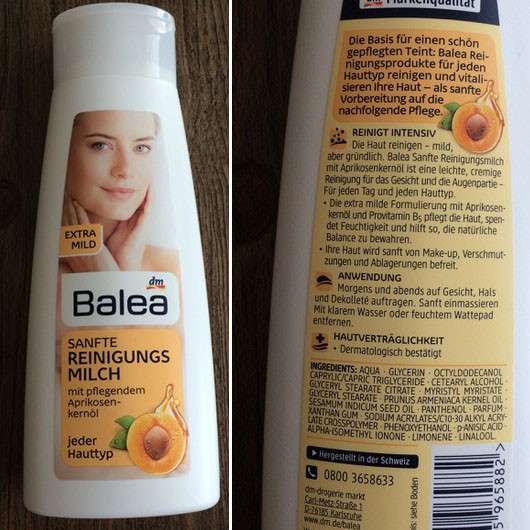 EXTRA
MILD
dm
Balea
SANFTE
REINIGUNGS
MILCH
mit pflegendem
Aprikosen-
kernöl
jeder
Hauttyp
dm Markenqualität
Die Basis für einen schön
gepflegten Teint: Balea Rei-
nigungsprodukte für jeden
Hauttyp reinigen und vitali-
sieren Ihre Haut – als sanfte
Vorbereitung auf die
nachfolgende Pflege.
REINIGT INTENSIV
Die Haut reinigen – mild,
aber gründlich. Balea Sanfte Reinigungsmilch
mit Aprikosenkernöl ist eine leichte, cremige
Reinigung für das Gesicht und die Augenpartie –
Für jeden Tag und jeden Hauttyp.
• Die extra milde Formulierung mit Aprikosen-
kernöl und Provitamin B5 pflegt die Haut, spen-
det Feuchtigkeit und hilft so, die natürliche
Balance zu bewahren.
• Ihre Haut wird sanft von Make-up, Verschmut-
zungen und Ablagerungen befreit.
ANWENDUNG
Morgens und abends auf Gesicht, Hals
und Dekolleté auftragen. Sanft einmassieren
Mit klarem Wasser oder feuchtem Wattepad
entfernen.
HAUTVERTRÄGLICHKEIT
• Dermatologisch bestätigt
INGREDIENTS: AQUA · GLYCERIN · OCTYLDODECANOL
CAPRYLIC/CAPRIC TRIGLYCERIDE · CETEARYL ALCOHOL ·
GLYCERYL STEARATE CITRATE · MYRISTYL MYRISTATE ·
GLYCERYL STEARATE · PRUNUS ARMENIACA KERNEL OIL ·
SESAMUM INDICUM SEED OIL · PANTHENOL · PARFUM ·
XANTHAN GUM · SODIUM ACRYLATES/C10-30 ALKYL ACRY-
LATE CROSSPOLYMER · PHENOXYETHANOL · p-ANISIC ACID ·
ALPHA-ISOMETHYL IONONE · LIMONENE · LINALOOL.
Hergestellt in der Schweiz
0800 3658633
dm-drogerie markt
Carl-Metz-Straße 1
D-76185 Karlsruhe
www.dm.de/balea
siehe Boden
51965882